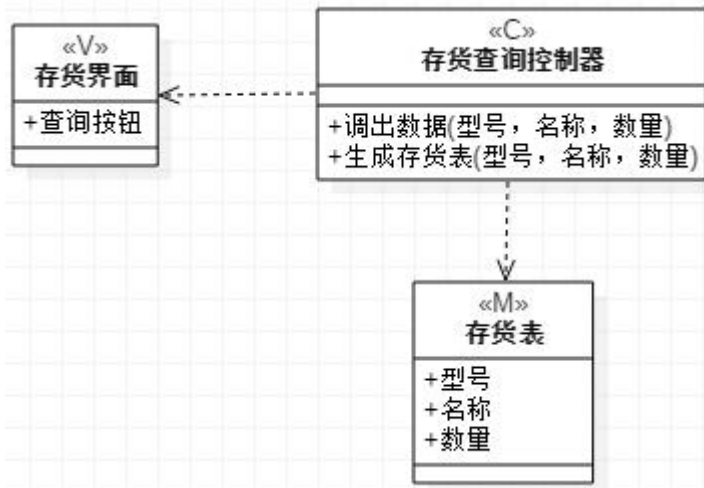 «V»
存货界面
+查询按钮
«C»
存货查询控制器
+调出数据(型号，名称，数量)
+生成存货表(型号，名称，数量)
«M»
存货表
+型号
+名称
+数量